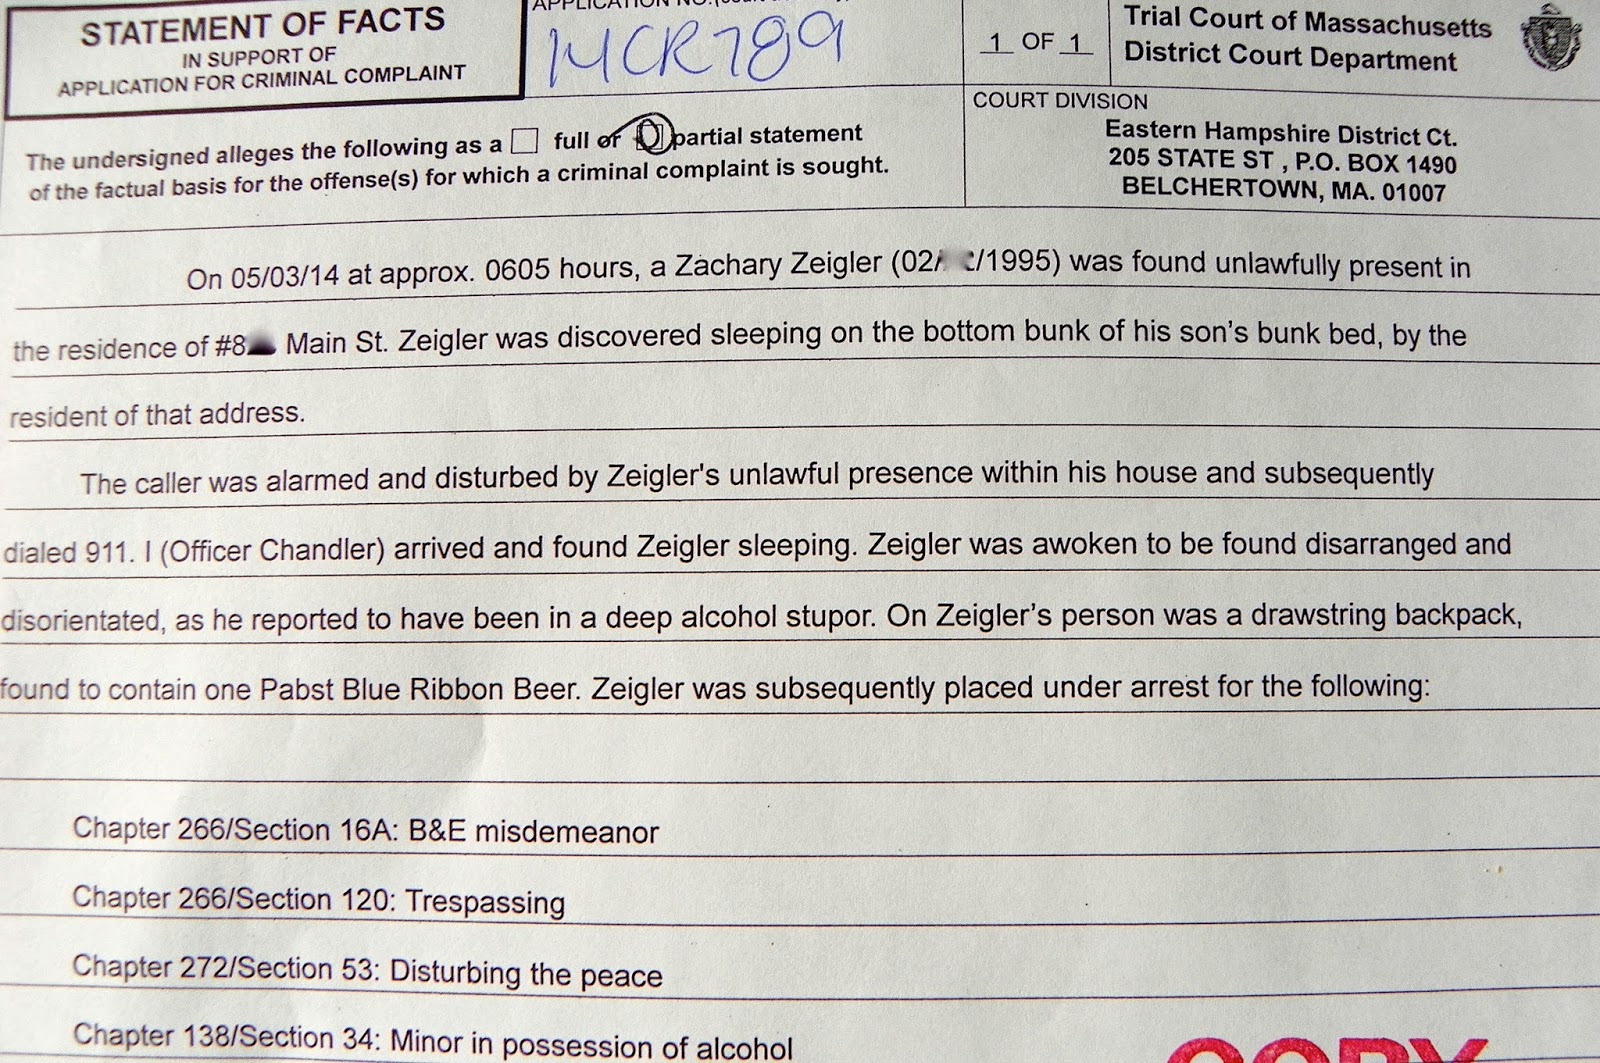 STATEMENT OF FACTS
IN SUPPORT OF
APPLICATION FOR CRIMINAL COMPLAINT
APPLICATION NO.
14CR789
1 OF 1
Trial Court of Massachusetts
District Court Department
The undersigned alleges the following as a full or partial statement
of the factual basis for the offense(s) for which a criminal complaint is sought.
COURT DIVISION
Eastern Hampshire District Ct.
205 STATE ST , P.O. BOX 1490
BELCHERTOWN, MA. 01007
On 05/03/14 at approx. 0605 hours, a Zachary Zeigler (02/ /1995) was found unlawfully present in
the residence of #8 Main St. Zeigler was discovered sleeping on the bottom bunk of his son's bunk bed, by the
resident of that address.
The caller was alarmed and disturbed by Zeigler's unlawful presence within his house and subsequently
dialed 911. I (Officer Chandler) arrived and found Zeigler sleeping. Zeigler was awoken to be found disarranged and
disorientated, as he reported to have been in a deep alcohol stupor. On Zeigler's person was a drawstring backpack,
found to contain one Pabst Blue Ribbon Beer. Zeigler was subsequently placed under arrest for the following:
Chapter 266/Section 16A: B&E misdemeanor
Chapter 266/Section 120: Trespassing
Chapter 272/Section 53: Disturbing the peace
Chapter 138/Section 34: Minor in possession of alcohol
COPY